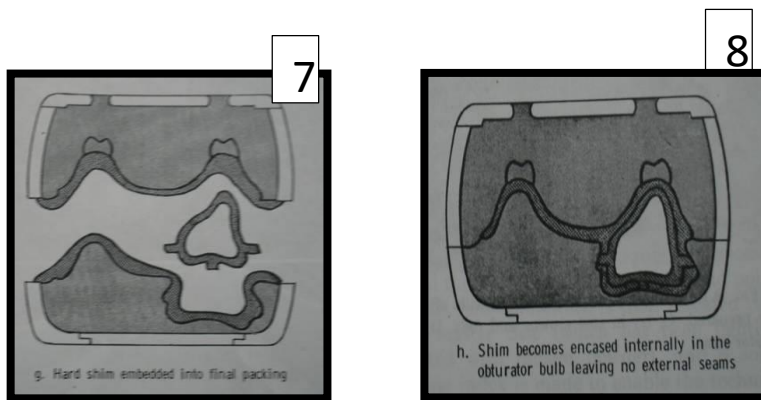 7
8
g. Hard shim embedded into final packing
h. Shim becomes encased internally in the
obturator bulb leaving no external seams